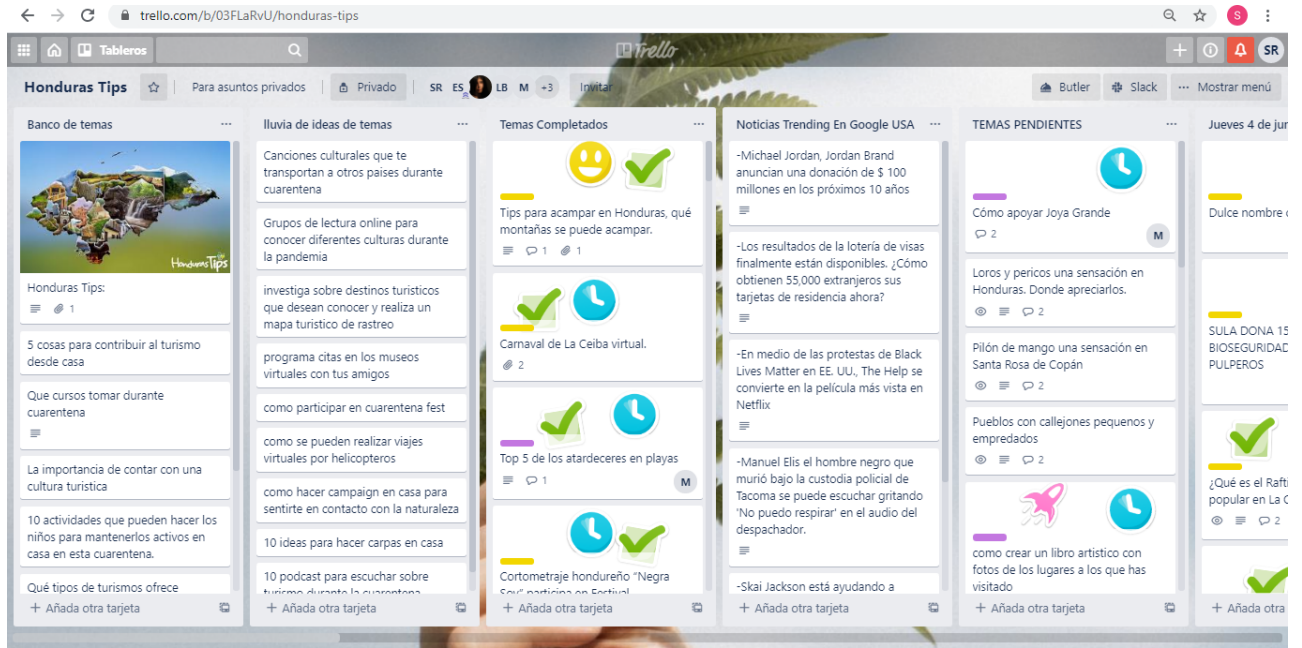 trello.com/b/03FLaRvU/honduras-tips
S
Tableros
Trello
SR
Honduras Tips
Para asuntos privados
Privado
SR ES LB M +3
Invitar
Butler
Slack
Mostrar menú
Banco de temas
Honduras Tips
Honduras Tips:
1
5 cosas para contribuir al turismo
desde casa
Que cursos tomar durante
cuarentena
La importancia de contar con una
cultura turistica
10 actividades que pueden hacer los
niños para mantenerlos activos en
casa en esta cuarentena.
Qué tipos de turismos ofrece
+ Añada otra tarjeta
lluvia de ideas de temas
Canciones culturales que te
transportan a otros paises durante
cuarentena
Grupos de lectura online para
conocer diferentes culturas durante
la pandemia
investiga sobre destinos turisticos
que desean conocer y realiza un
mapa turistico de rastreo
programa citas en los museos
virtuales con tus amigos
como participar en cuarentena fest
como se pueden realizar viajes
virtuales por helicopteros
como hacer campaign en casa para
sentirte en contacto con la naturaleza
10 ideas para hacer carpas en casa
10 podcast para escuchar sobre
turismo durante la cuarentena
+ Añada otra tarjeta
Temas Completados
Tips para acampar en Honduras, qué
montañas se puede acampar.
1 1
Carnaval de La Ceiba virtual.
2
Top 5 de los atardeceres en playas
1
M
Cortometraje hondureño "Negra
Soy" participa en Festival
+ Añada otra tarjeta
Noticias Trending En Google USA
-Michael Jordan, Jordan Brand
anuncian una donación de $ 100
millones en los próximos 10 años
-Los resultados de la lotería de visas
finalmente están disponibles. ¿Cómo
obtienen 55,000 extranjeros sus
tarjetas de residencia ahora?
-En medio de las protestas de Black
Lives Matter en EE. UU., The Help se
convierte en la película más vista en
Netflix
-Manuel Elis el hombre negro que
murió bajo la custodia policial de
Tacoma se puede escuchar gritando
'No puedo respirar' en el audio del
despachador.
-Skai Jackson está ayudando a
+ Añada otra tarjeta
TEMAS PENDIENTES
Cómo apoyar Joya Grande
2
M
Loros y pericos una sensación en
Honduras. Donde apreciarlos.
2
Pilón de mango una sensación en
Santa Rosa de Copán
2
Pueblos con callejones pequenos y
empredados
2
como crear un libro artistico con
fotos de los lugares a los que has
visitado
+ Añada otra tarjeta
Jueves 4 de jun
Dulce nombre
SULA DONA 15
BIOSEGURIDAD
PULPEROS
¿Qué es el Rafti
popular en La C
2
+ Añada otra